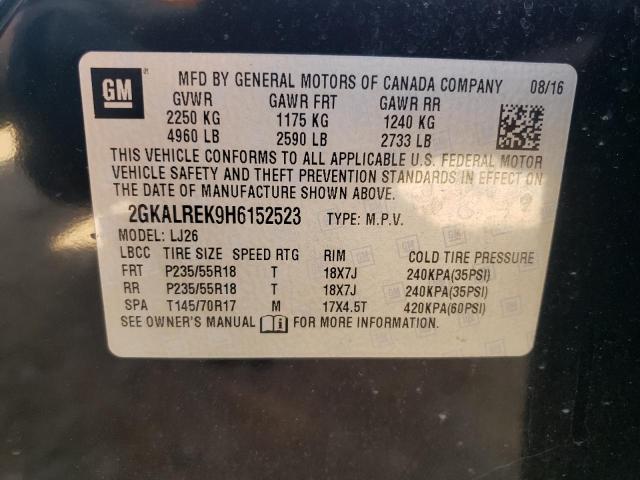 GM
MFD BY GENERAL MOTORS OF CANADA COMPANY 08/16
GVWR GAWR FRT GAWR RR
2250 KG 1175 KG 1240 KG
4960 LB 2590 LB 2733 LB
THIS VEHICLE CONFORMS TO ALL APPLICABLE U.S. FEDERAL MOTOR
VEHICLE SAFETY AND THEFT PREVENTION STANDARDS IN EFFECT ON
THE DATE OF MANUFACTURE SHOWN ABOVE.
2GKALREK9H6152523 TYPE: M.P.V.
MODEL: LJ26
LBCC TIRE SIZE SPEED RTG RIM COLD TIRE PRESSURE
FRT P235/55R18 T 18X7J 240KPA(35PSI)
RR P235/55R18 T 18X7J 240KPA(35PSI)
SPA T145/70R17 M 17X4.5T 420KPA(60PSI)
SEE OWNER'S MANUAL FOR MORE INFORMATION.